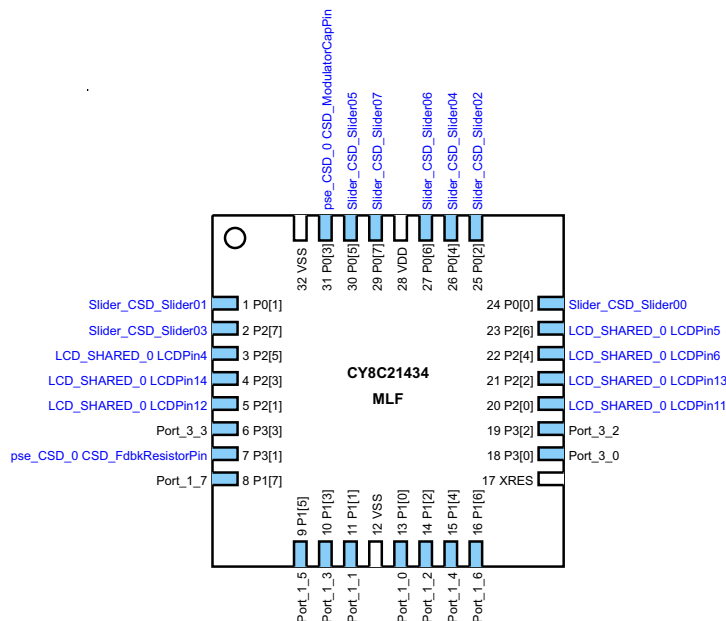 pse_CSD_0 CSD_ModulatorCapPin
Slider_CSD_Slider05
Slider_CSD_Slider07
Slider_CSD_Slider06
Slider_CSD_Slider04
Slider_CSD_Slider02
32 VSS
31 P0[3]
30 P0[5]
29 P0[7]
28 VDD
27 P0[6]
26 P0[4]
25 P0[2]
Slider_CSD_Slider01 1 P0[1]
Slider_CSD_Slider03 2 P2[7]
LCD_SHARED_0 LCDPin4 3 P2[5]
LCD_SHARED_0 LCDPin14 4 P2[3]
LCD_SHARED_0 LCDPin12 5 P2[1]
Port_3_3 6 P3[3]
pse_CSD_0 CSD_FdbkResistorPin 7 P3[1]
Port_1_7 8 P1[7]
CY8C21434
MLF
24 P0[0] Slider_CSD_Slider00
23 P2[6] LCD_SHARED_0 LCDPin5
22 P2[4] LCD_SHARED_0 LCDPin6
21 P2[2] LCD_SHARED_0 LCDPin13
20 P2[0] LCD_SHARED_0 LCDPin11
19 P3[2] Port_3_2
18 P3[0] Port_3_0
17 XRES
9 P1[5]
10 P1[3]
11 P1[1]
12 VSS
13 P1[0]
14 P1[2]
15 P1[4]
16 P1[6]
Port_1_5
Port_1_3
Port_1_1
Port_1_0
Port_1_2
Port_1_4
Port_1_6